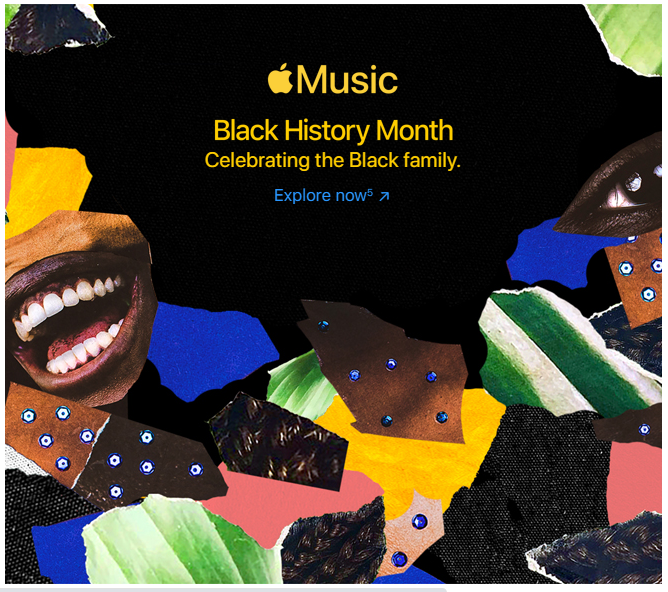 Music
Black History Month
Celebrating the Black family.
Explore now⁵ ↗